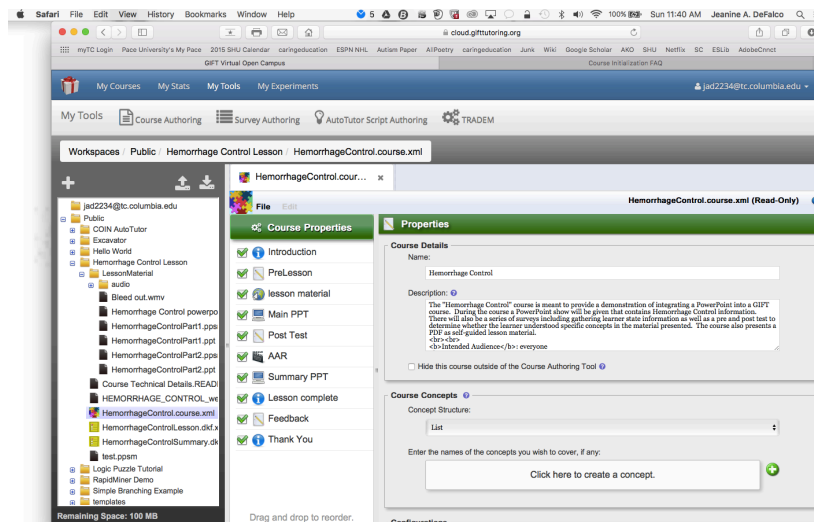 Safari File Edit View History Bookmarks Window Help 5 100% Sun 11:40 AM Jeanine A. DeFalco
cloud.gifttutoring.org
myTC Login Pace University's My Pace 2015 SHU Calendar caringeducation ESPN NHL Autism Paper AllPoetry caringeducation Junk Wiki Google Scholar AKO SHU Netflix SC ESLib AdobeCnnct
GIFT Virtual Open Campus Course Initialization FAQ
My Courses My Stats My Tools My Experiments jad2234@tc.columbia.edu
My Tools Course Authoring Survey Authoring AutoTutor Script Authoring TRADEM
Workspaces / Public / Hemorrhage Control Lesson / HemorrhageControl.course.xml
HemorrhageControl.cour... ×
jad2234@tc.columbia.edu
Public
COIN AutoTutor
Excavator
Hello World
Hemorrhage Control Lesson
LessonMaterial
audio
Bleed out.wmv
Hemorrhage Control powerpo
HemorrhageControlPart1.pps
HemorrhageControlPart1.ppt
HemorrhageControlPart2.pps
HemorrhageControlPart2.ppt
Course Technical Details.READ
HEMORRHAGE_CONTROL_we
HemorrhageControl.course.xml
HemorrhageControlLesson.dkf.x
HemorrhageControlSummary.dk
test.ppsm
Logic Puzzle Tutorial
RapidMiner Demo
Simple Branching Example
templates
Remaining Space: 100 MB
File Edit HemorrhageControl.course.xml (Read-Only)
Course Properties
Introduction
PreLesson
lesson material
Main PPT
Post Test
AAR
Summary PPT
Lesson complete
Feedback
Thank You
Drag and drop to reorder.
Properties
Course Details
Name:
Hemorrhage Control
Description:
The "Hemorrhage Control" course is meant to provide a demonstration of integrating a PowerPoint into a GIFT
course. During the course a PowerPoint show will be given that contains Hemorrhage Control information.
There will also be a series of surveys including gathering learner state information as well as a pre and post test to
determine whether the learner understood specific concepts in the material presented. The course also presents a
PDF as self-guided lesson material.
<br><br>
<b>Intended Audience</b>: everyone
Hide this course outside of the Course Authoring Tool
Course Concepts
Concept Structure:
List
Enter the names of the concepts you wish to cover, if any:
Click here to create a concept.
Configurations